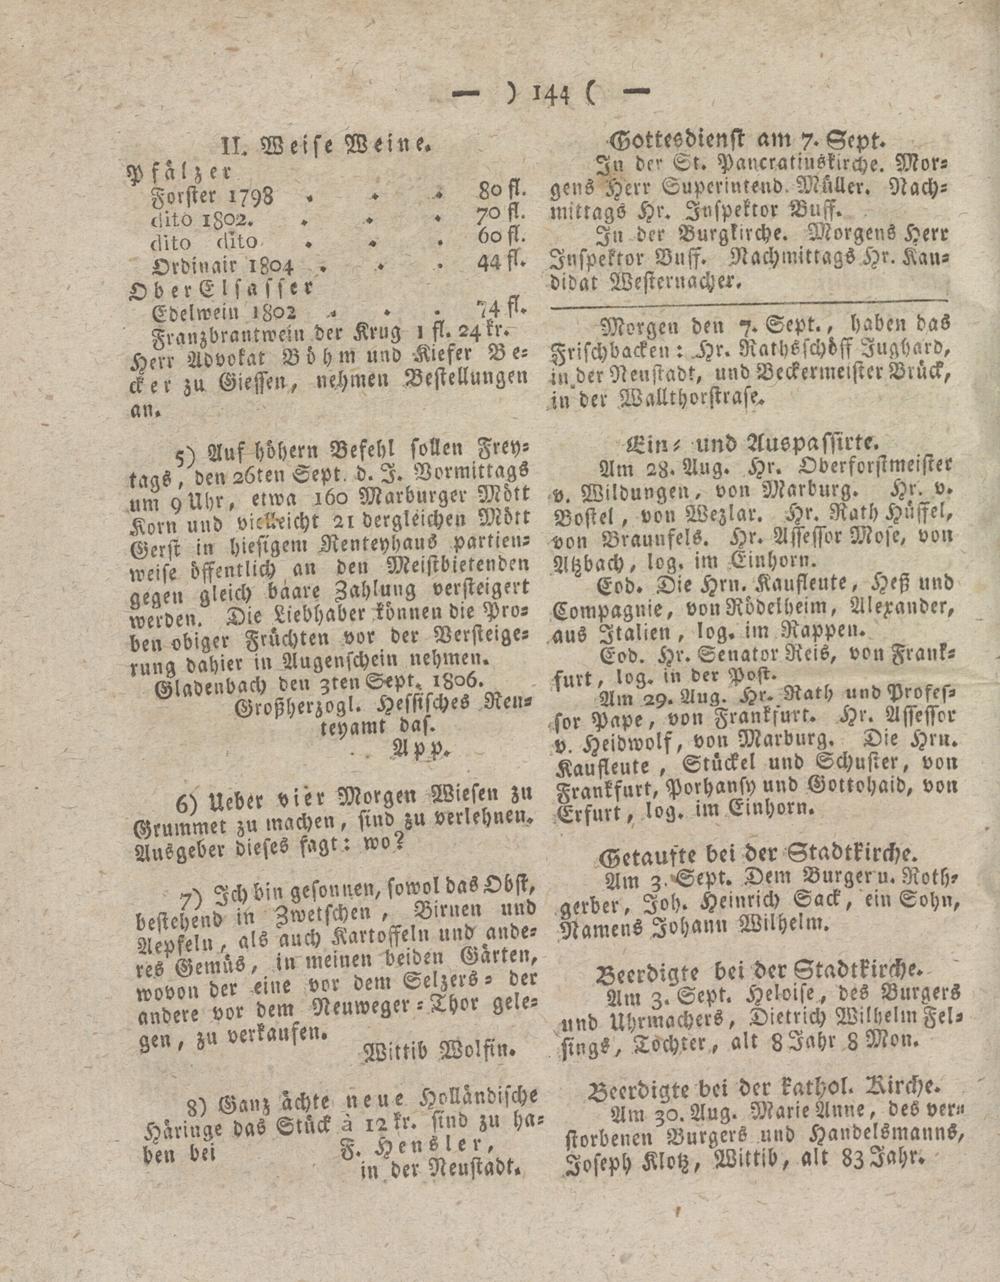 — ) 144 ( —
II. Weise Weine.
Pfälzer
Forster 1798 . . . 80 fl.
dito 1802. . . . 70 fl.
dito dito . . . 60 fl.
Ordinair 1804 . . . 44 fl.
OberElsasser
Edelwein 1802 . . . 74 fl.
Franzbrantwein der Krug 1 fl. 24 kr.
Herr Advokat Böhm und Kiefer Be-
cker zu Giessen, nehmen Bestellungen
an.
5) Auf höhern Befehl sollen Frey-
tags, den 26ten Sept. d. J. Vormittags
um 9 Uhr, etwa 160 Marburger Mött
Korn und vielleicht 21 dergleichen Mött
Gerst in hiesigem Renteyhaus partien-
weise öffentlich an den Meistbietenden
gegen gleich baare Zahlung versteigert
werden. Die Liebhaber können die Pro-
ben obiger Früchten vor der Versteige-
rung dahier in Augenschein nehmen.
Gladenbach den 3ten Sept. 1806.
Großherzogl. Hessisches Ren-
teyamt das.
App.
6) Ueber vier Morgen Wiesen zu
Grummet zu machen, sind zu verlehnen.
Ausgeber dieses sagt: wo?
7) Ich bin gesonnen, sowol das Obst,
bestehend in Zwetschen, Birnen und
Aepfeln, als auch Kartoffeln und ande-
res Gemüs, in meinen beiden Gärten,
wovon der eine vor dem Selzers- der
andere vor dem Neuweger-Thor gele-
gen, zu verkaufen.
Wittib Wolfin.
8) Ganz ächte neue Holländische
Häringe das Stück à 12 kr. sind zu ha-
ben bei F. Hensler,
in der Neustadt.
Gottesdienst am 7. Sept.
In der St. Pancratiuskirche. Mor-
gens Herr Superintend. Müller. Nach-
mittags Hr. Inspektor Buff.
In der Burgkirche. Morgens Herr
Inspektor Buff. Nachmittags Hr. Kan-
didat Westernacher.
Morgen den 7. Sept., haben das
Frischbacken: Hr. Rathsschöff Jughard,
in der Neustadt, und Beckermeister Brück,
in der Wallthorstrase.
Ein- und Auspassirte.
Am 28. Aug. Hr. Oberforstmeister
v. Wildungen, von Marburg. Hr. v.
Bostel, von Wezlar. Hr. Rath Hüffel,
von Braunfels. Hr. Assessor Mose, von
Atzbach, log. im Einhorn.
Eod. Die Hrn. Kaufleute, Heß und
Compagnie, von Rödelheim, Alexander,
aus Italien, log. im Rappen.
Eod. Hr. Senator Reis, von Frank-
furt, log. in der Post.
Am 29. Aug. Hr. Rath und Profes-
sor Pape, von Frankfurt. Hr. Assessor
v. Heidwolf, von Marburg. Die Hrn.
Kaufleute, Stückel und Schuster, von
Frankfurt, Porhansy und Gottohaid, von
Erfurt, log. im Einhorn.
Getaufte bei der Stadtkirche.
Am 3. Sept. Dem Burger u. Roth-
gerber, Joh. Heinrich Sack, ein Sohn,
Namens Johann Wilhelm.
Beerdigte bei der Stadtkirche.
Am 3. Sept. Heloise, des Burgers
und Uhrmachers, Dietrich Wilhelm Fel-
sings, Tochter, alt 8 Jahr 8 Mon.
Beerdigte bei der kathol. Kirche.
Am 30. Aug. Marie Anne, des ver-
storbenen Burgers und Handelsmanns,
Joseph Klotz, Wittib, alt 83 Jahr.